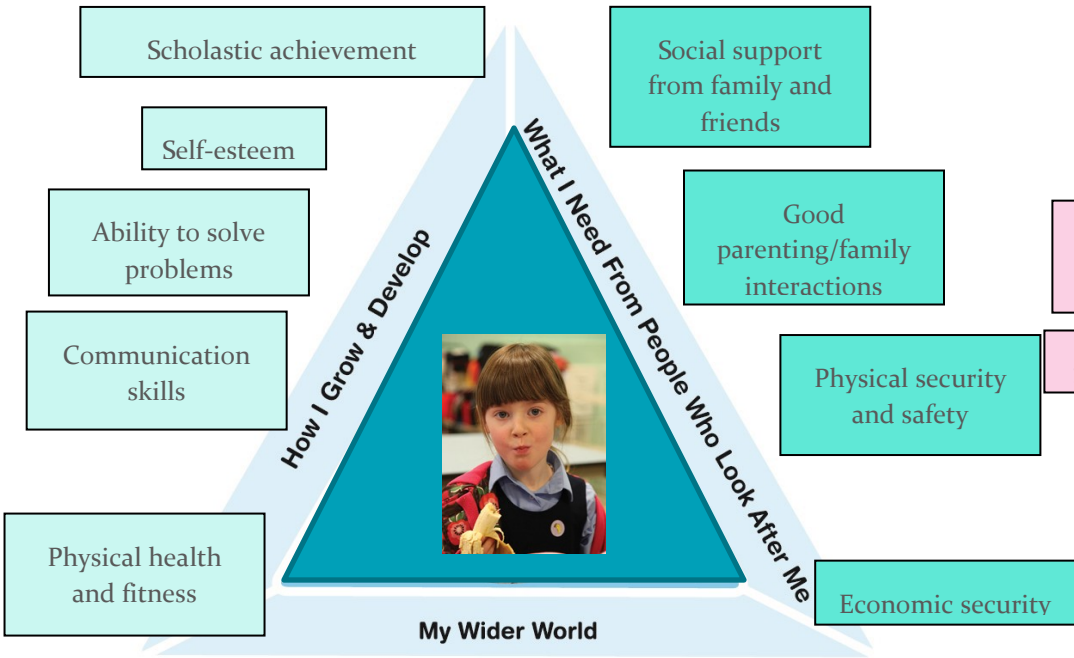 Scholastic achievement
Self-esteem
Ability to solve
problems
Communication
skills
Physical health
and fitness
How I Grow & Develop
What I Need From People Who Look After Me
My Wider World
Social support
from family and
friends
Good
parenting/family
interactions
Physical security
and safety
Economic security